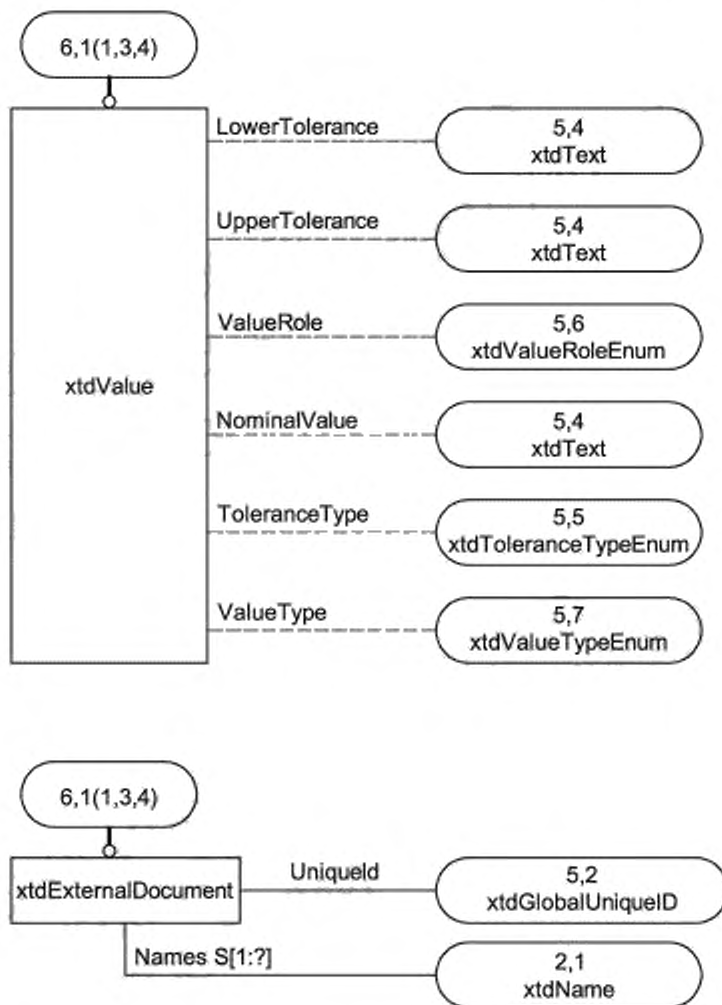 6,1(1,3,4)
LowerTolerance
5,4
xtdText
UpperTolerance
5,4
xtdText
ValueRole
5,6
xtdValueRoleEnum
xtdValue
NominalValue
5,4
xtdText
ToleranceType
5,5
xtdToleranceTypeEnum
ValueType
5,7
xtdValueTypeEnum
6,1(1,3,4)
xtdExternalDocument
UniqueId
5,2
xtdGlobalUniqueID
Names S[1:?]
2,1
xtdName